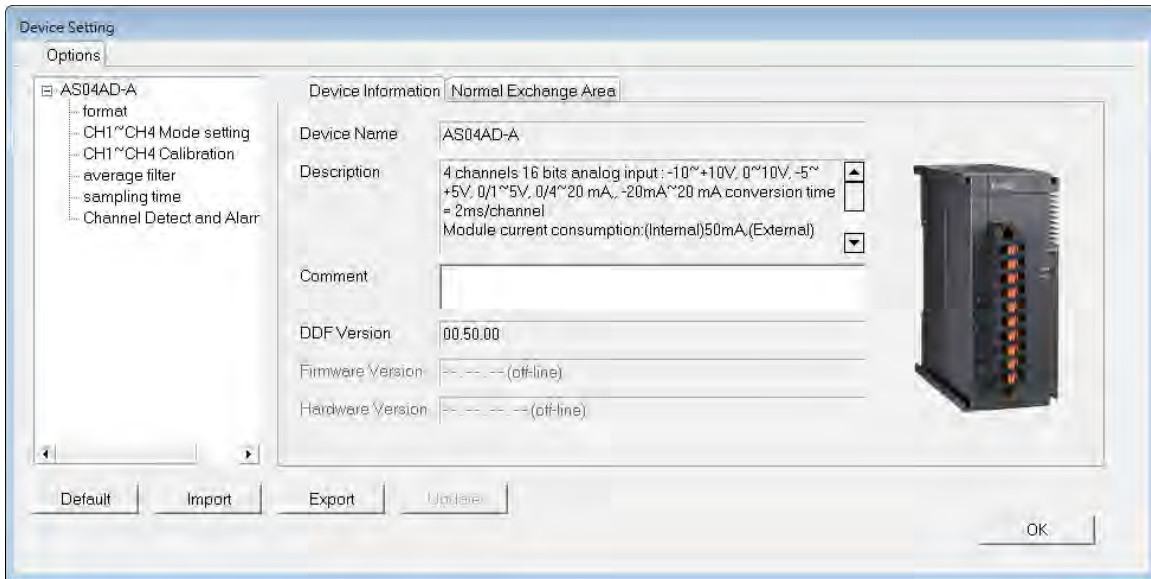 Device Setting
Options
AS04AD-A
format
CH1~CH4 Mode setting
CH1~CH4 Calibration
average filter
sampling time
Channel Detect and Alarr
Device Information
Normal Exchange Area
Device Name
AS04AD-A
Description
4 channels 16 bits analog input : -10~+10V, 0~10V, -5~
+5V, 0/1~5V, 0/4~20 mA,, -20mA~20 mA conversion time
= 2ms/channel
Module current consumption:(Internal)50mA,(External)
Comment
DDF Version
00.50.00
Firmware Version
--.--.-- (off-line)
Hardware Version
--.--.--.-- (off-line)
Default
Import
Export
Update
OK